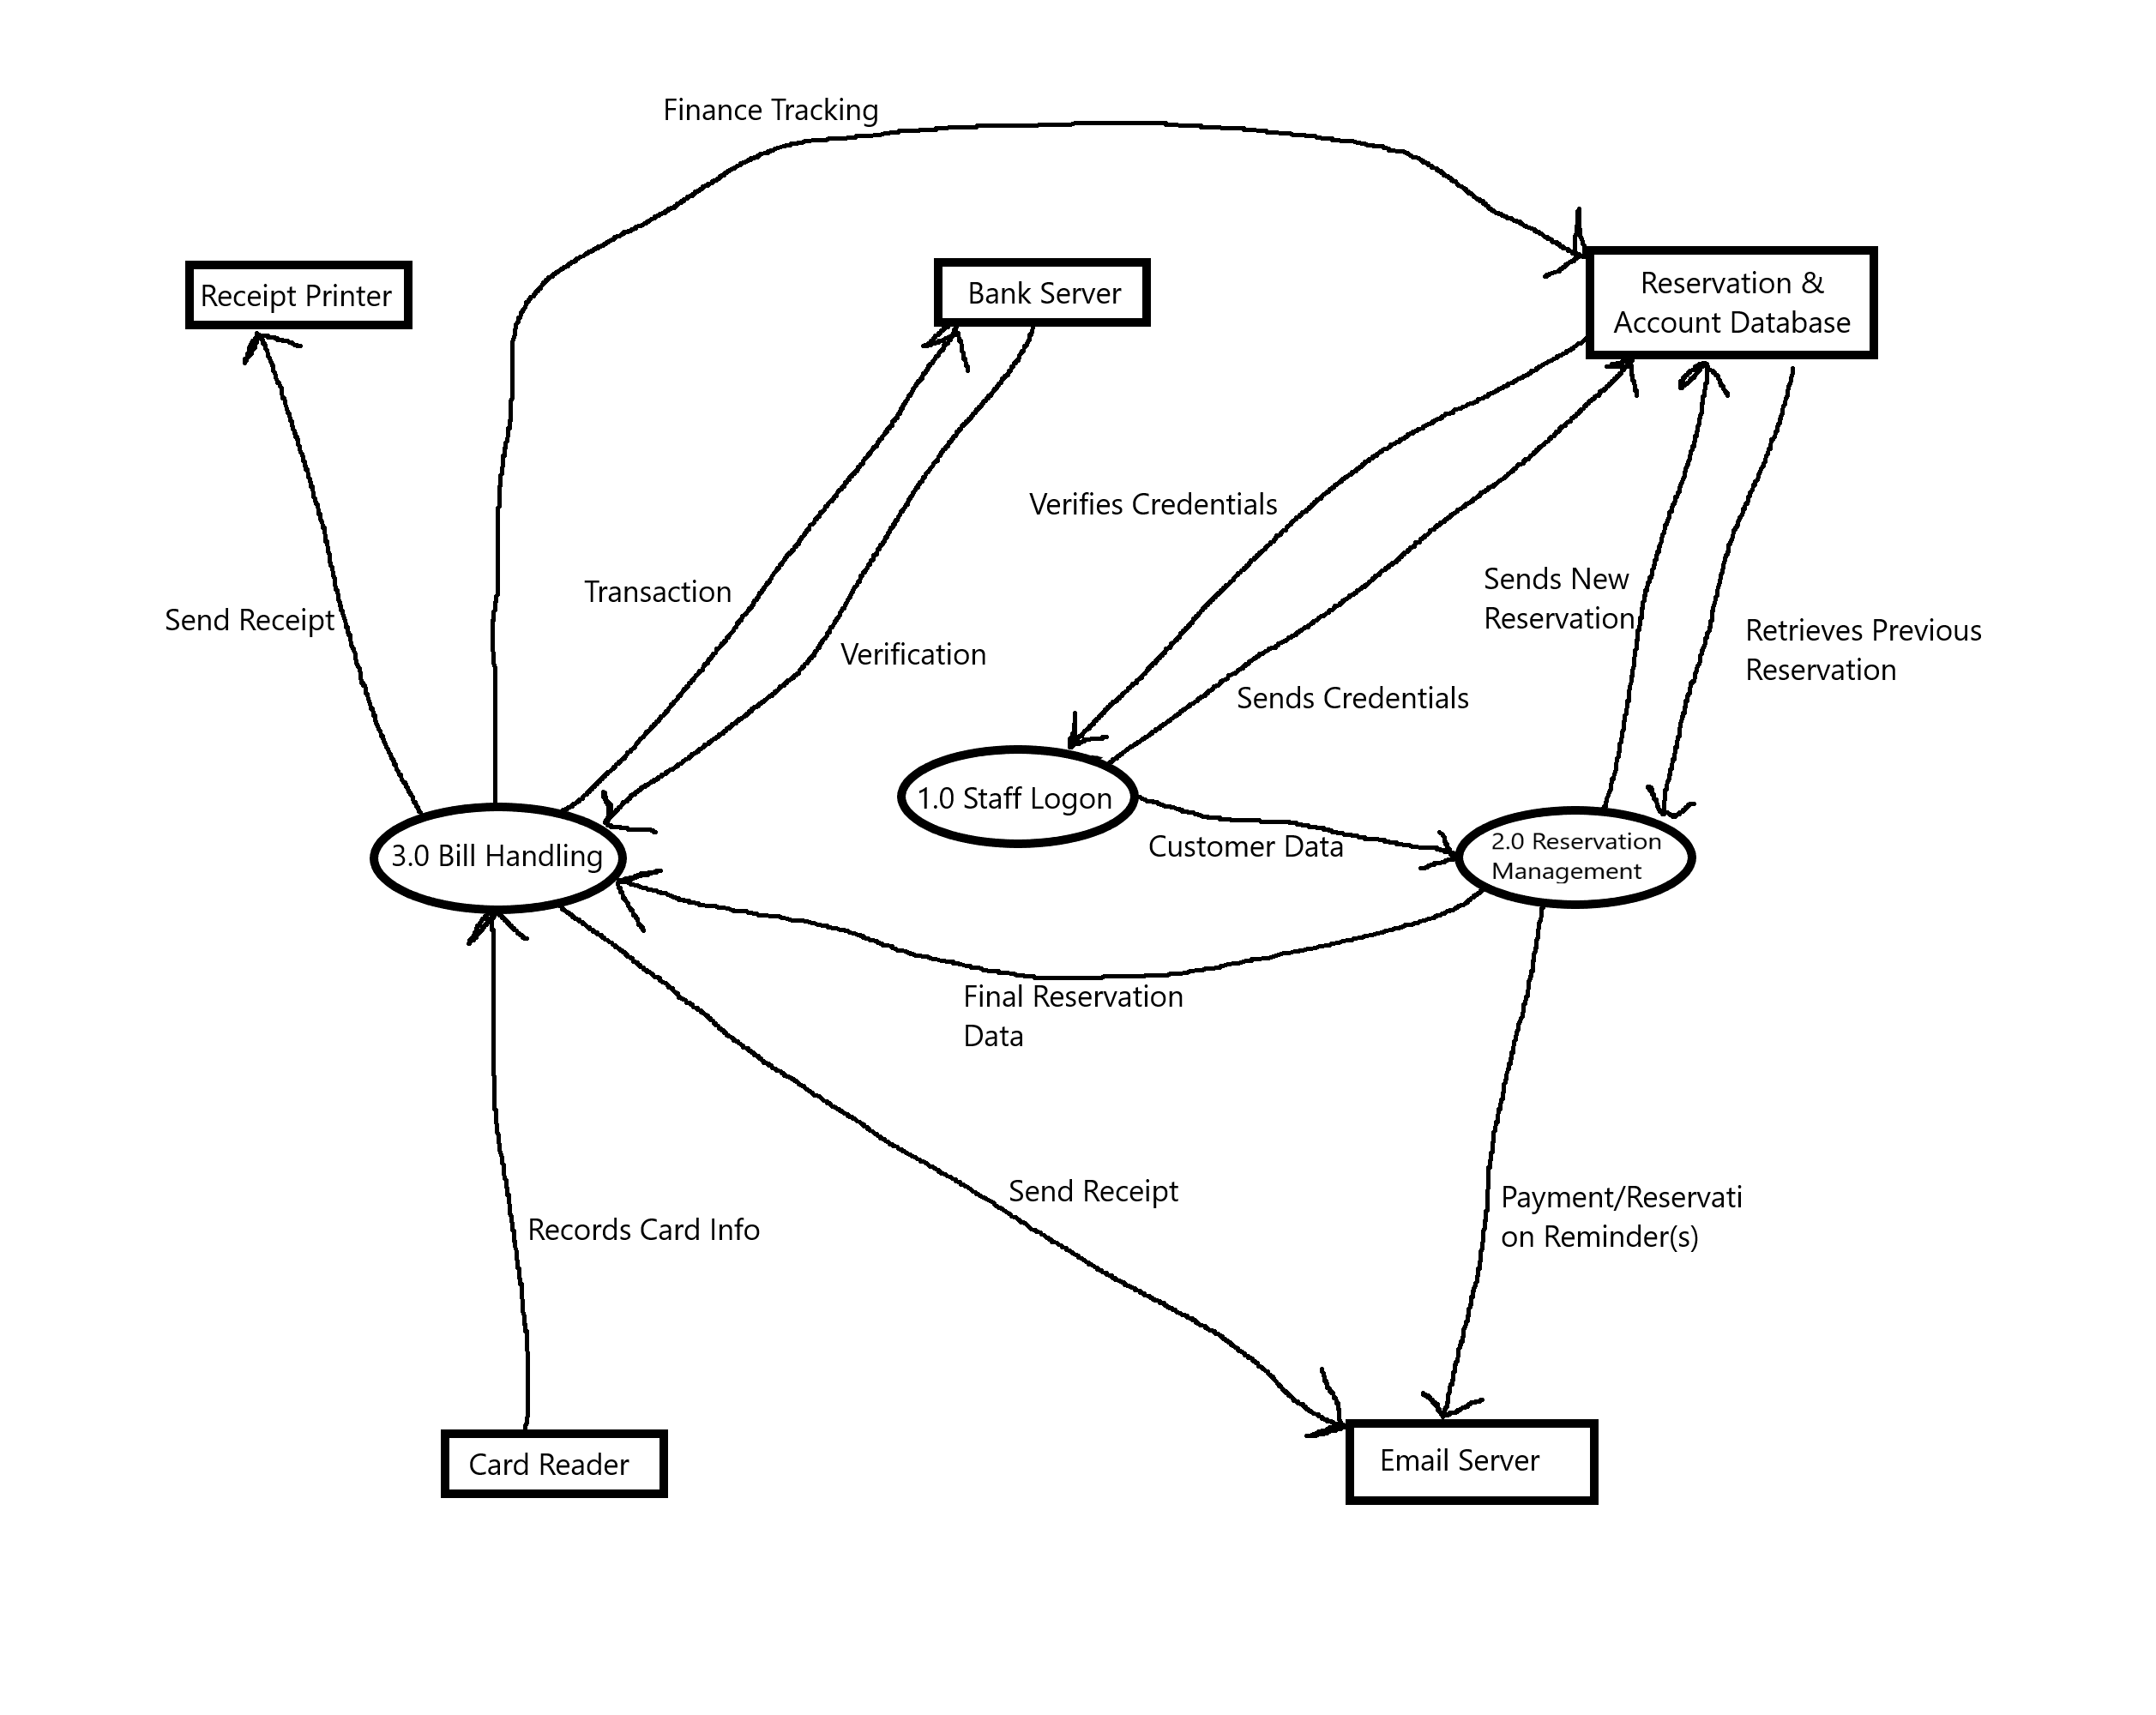 Finance Tracking
Receipt Printer
Bank Server
Reservation &
Account Database
Verifies Credentials
Transaction
Sends New
Reservation
Send Receipt
Retrieves Previous
Reservation
Verification
Sends Credentials
1.0 Staff Logon
3.0 Bill Handling
Customer Data
2.0 Reservation
Management
Final Reservation
Data
Send Receipt
Records Card Info
Payment/Reservati
on Reminder(s)
Card Reader
Email Server